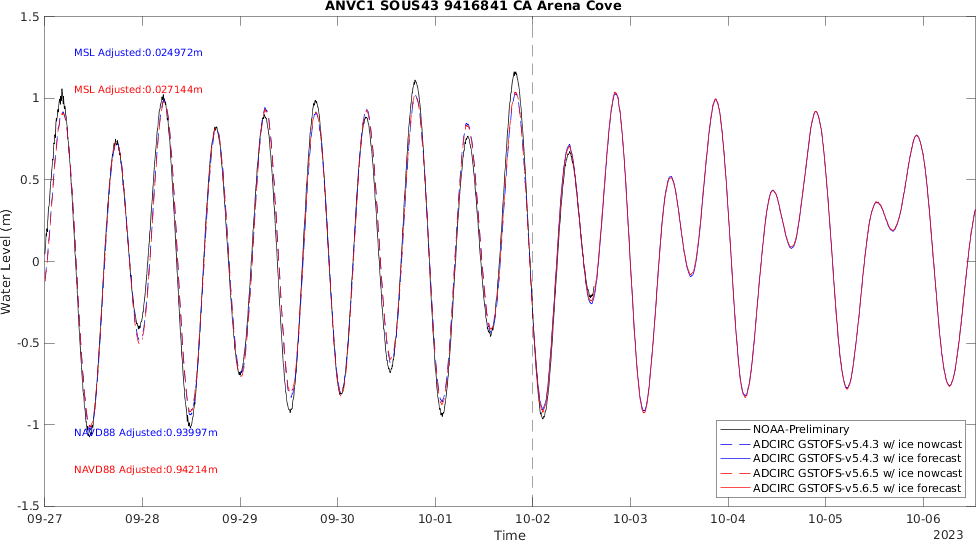 ANVC1 SOUS43 9416841 CA Arena Cove
1.5
1
0.5
0
-0.5
-1
-1.5
Water Level (m)
MSL Adjusted:0.024972m
MSL Adjusted:0.027144m
NAVD88 Adjusted:0.93997m
NAVD88 Adjusted:0.94214m
NOAA-Preliminary
ADCIRC GSTOFS-v5.4.3 w/ ice nowcast
ADCIRC GSTOFS-v5.4.3 w/ ice forecast
ADCIRC GSTOFS-v5.6.5 w/ ice nowcast
ADCIRC GSTOFS-v5.6.5 w/ ice forecast
09-27 09-28 09-29 09-30 10-01 10-02 10-03 10-04 10-05 10-06
Time
2023